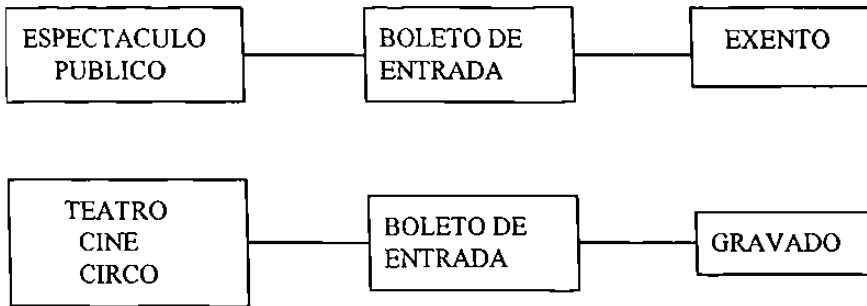 ESPECTACULO
PUBLICO
BOLETO DE
ENTRADA
EXENTO
TEATRO
CINE
CIRCO
BOLETO DE
ENTRADA
GRAVADO